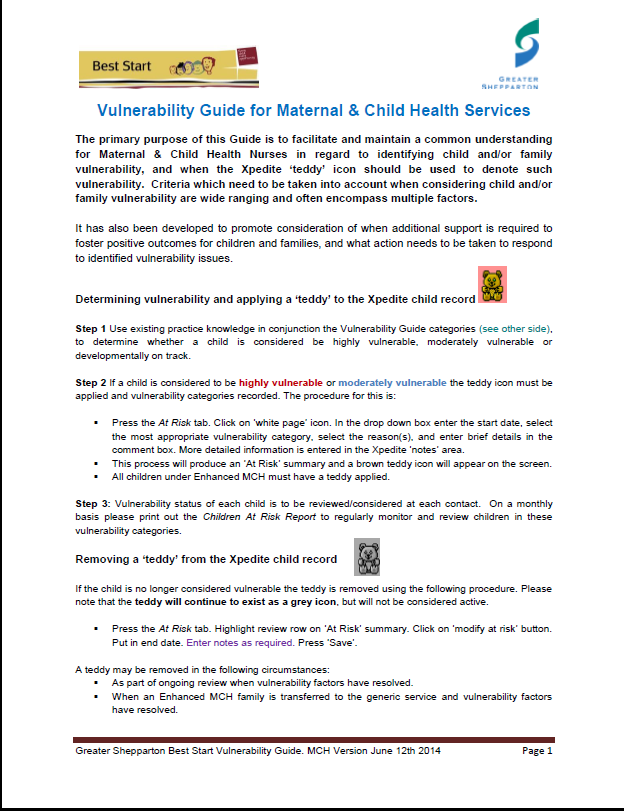 Best Start
GREATER
SHEPPARTON
Vulnerability Guide for Maternal & Child Health Services
The primary purpose of this Guide is to facilitate and maintain a common understanding
for Maternal & Child Health Nurses in regard to identifying child and/or family
vulnerability, and when the Xpedite ‘teddy’ icon should be used to denote such
vulnerability. Criteria which need to be taken into account when considering child and/or
family vulnerability are wide ranging and often encompass multiple factors.
It has also been developed to promote consideration of when additional support is required to
foster positive outcomes for children and families, and what action needs to be taken to respond
to identified vulnerability issues.
Determining vulnerability and applying a ‘teddy’ to the Xpedite child record
Step 1 Use existing practice knowledge in conjunction the Vulnerability Guide categories (see other side),
to determine whether a child is considered be highly vulnerable, moderately vulnerable or
developmentally on track.
Step 2 If a child is considered to be highly vulnerable or moderately vulnerable the teddy icon must be
applied and vulnerability categories recorded. The procedure for this is:
▪ Press the At Risk tab. Click on ‘white page’ icon. In the drop down box enter the start date, select
the most appropriate vulnerability category, select the reason(s), and enter brief details in the
comment box. More detailed information is entered in the Xpedite ‘notes’ area.
▪ This process will produce an ‘At Risk’ summary and a brown teddy icon will appear on the screen.
▪ All children under Enhanced MCH must have a teddy applied.
Step 3: Vulnerability status of each child is to be reviewed/considered at each contact. On a monthly
basis please print out the Children At Risk Report to regularly monitor and review children in these
vulnerability categories.
Removing a ‘teddy’ from the Xpedite child record
If the child is no longer considered vulnerable the teddy is removed using the following procedure. Please
note that the teddy will continue to exist as a grey icon, but will not be considered active.
▪ Press the At Risk tab. Highlight review row on ‘At Risk’ summary. Click on ‘modify at risk’ button.
Put in end date. Enter notes as required. Press ‘Save’.
A teddy may be removed in the following circumstances:
▪ As part of ongoing review when vulnerability factors have resolved.
▪ When an Enhanced MCH family is transferred to the generic service and vulnerability factors
have resolved.
Greater Shepparton Best Start Vulnerability Guide. MCH Version June 12th 2014 Page 1